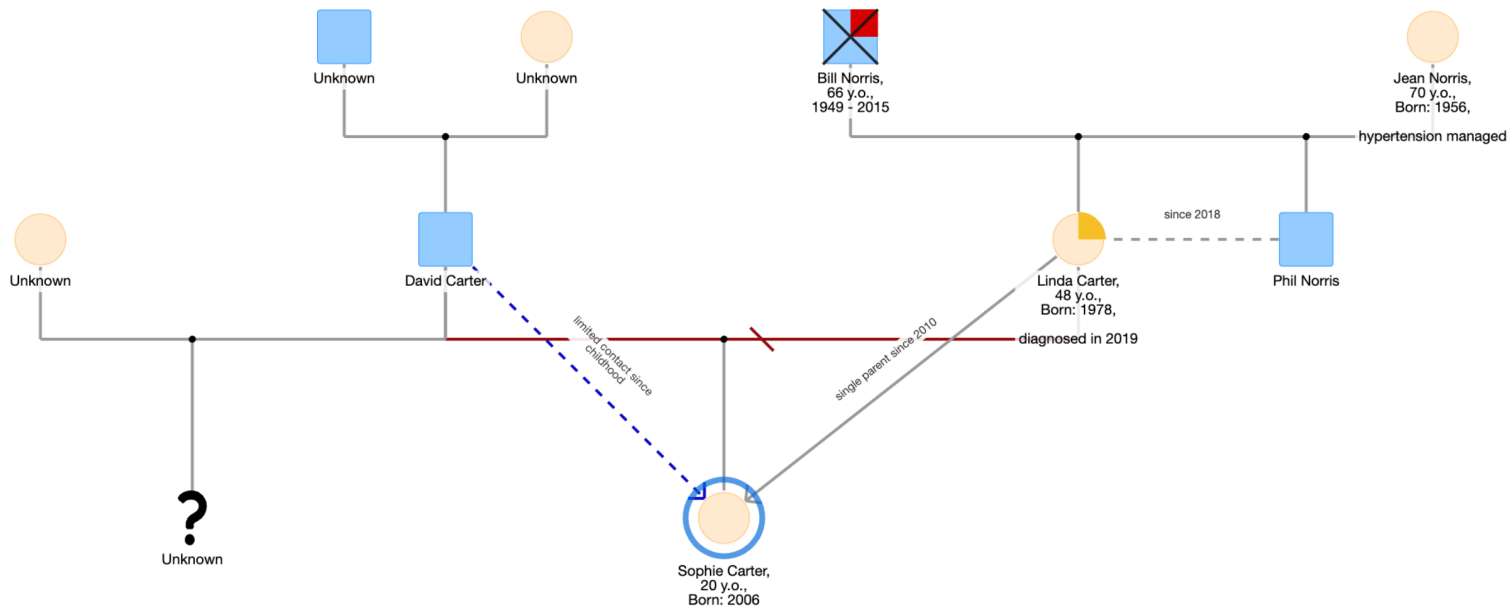 Unknown
Unknown
Bill Norris,
66 y.o.,
1949 - 2015
Jean Norris,
70 y.o.,
Born: 1956,
hypertension managed
Unknown
David Carter
Linda Carter,
48 y.o.,
Born: 1978,
diagnosed in 2019
since 2018
Phil Norris
limited contact since
childhood
single parent since 2010
?
Unknown
Sophie Carter,
20 y.o.,
Born: 2006